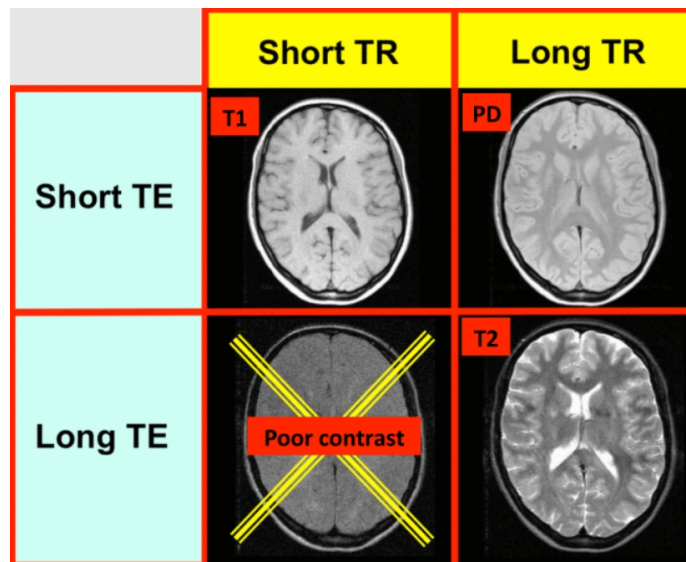 Short TR
Long TR
Short TE
T1
PD
Long TE
Poor contrast
T2